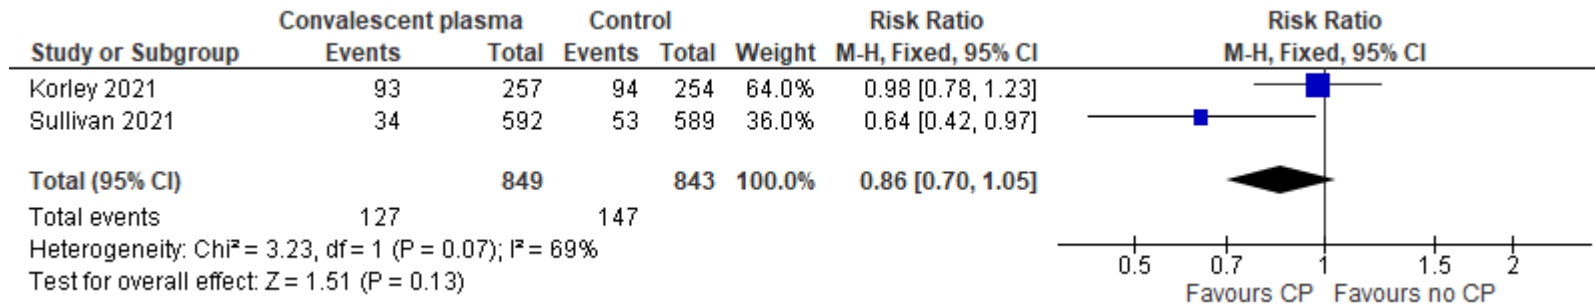 Convalescent plasma Control Risk Ratio Risk Ratio
Study or Subgroup Events Total Events Total Weight M-H, Fixed, 95% CI M-H, Fixed, 95% CI
Korley 2021 93 257 94 254 64.0% 0.98 [0.78, 1.23]
Sullivan 2021 34 592 53 589 36.0% 0.64 [0.42, 0.97]
Total (95% CI) 849 843 100.0% 0.86 [0.70, 1.05]
Total events 127 147
Heterogeneity: Chi² = 3.23, df = 1 (P = 0.07); I² = 69%
Test for overall effect: Z = 1.51 (P = 0.13)
0.5 0.7 1 1.5 2
Favours CP Favours no CP